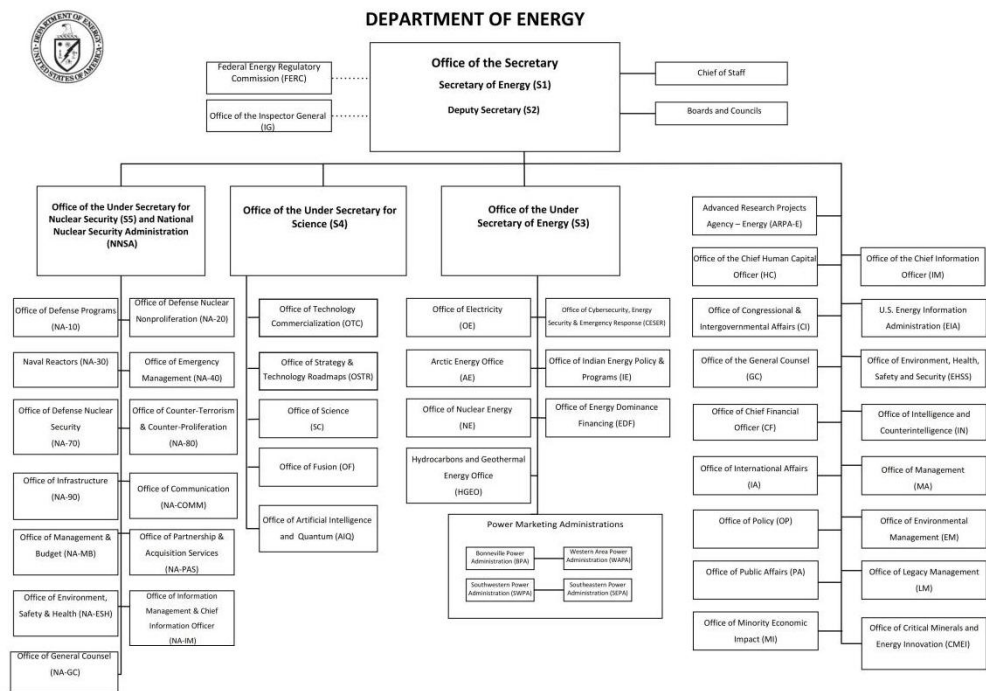 DEPARTMENT OF ENERGY
DEPARTMENT OF ENERGY
UNITED STATES OF AMERICA
Office of the Secretary
Secretary of Energy (S1)
Deputy Secretary (S2)
Federal Energy Regulatory
Commission (FERC)
Office of the Inspector General
(IG)
Chief of Staff
Boards and Councils
Office of the Under Secretary for
Nuclear Security (S5) and National
Nuclear Security Administration
(NNSA)
Office of Defense Programs
(NA-10)
Office of Defense Nuclear
Nonproliferation (NA-20)
Naval Reactors (NA-30)
Office of Emergency
Management (NA-40)
Office of Defense Nuclear
Security
(NA-70)
Office of Counter-Terrorism
& Counter-Proliferation
(NA-80)
Office of Infrastructure
(NA-90)
Office of Communication
(NA-COMM)
Office of Management &
Budget (NA-MB)
Office of Partnership &
Acquisition Services
(NA-PAS)
Office of Environment,
Safety & Health (NA-ESH)
Office of Information
Management & Chief
Information Officer
(NA-IM)
Office of General Counsel
(NA-GC)
Office of the Under Secretary for
Science (S4)
Office of Technology
Commercialization (OTC)
Office of Strategy &
Technology Roadmaps (OSTR)
Office of Science
(SC)
Office of Fusion (OF)
Office of Artificial Intelligence
and Quantum (AIQ)
Office of the Under
Secretary of Energy (S3)
Office of Electricity
(OE)
Office of Cybersecurity, Energy
Security & Emergency Response (CESER)
Arctic Energy Office
(AE)
Office of Indian Energy Policy &
Programs (IE)
Office of Nuclear Energy
(NE)
Office of Energy Dominance
Financing (EDF)
Hydrocarbons and Geothermal
Energy Office
(HGEO)
Power Marketing Administrations
Bonneville Power
Administration (BPA)
Western Area Power
Administration (WAPA)
Southwestern Power
Administration (SWPA)
Southeastern Power
Administration (SEPA)
Advanced Research Projects
Agency – Energy (ARPA-E)
Office of the Chief Human Capital
Officer (HC)
Office of the Chief Information
Officer (IM)
Office of Congressional &
Intergovernmental Affairs (CI)
U.S. Energy Information
Administration (EIA)
Office of the General Counsel
(GC)
Office of Environment, Health,
Safety and Security (EHSS)
Office of Chief Financial
Officer (CF)
Office of Intelligence and
Counterintelligence (IN)
Office of International Affairs
(IA)
Office of Management
(MA)
Office of Policy (OP)
Office of Environmental
Management (EM)
Office of Public Affairs (PA)
Office of Legacy Management
(LM)
Office of Minority Economic
Impact (MI)
Office of Critical Minerals and
Energy Innovation (CMEI)